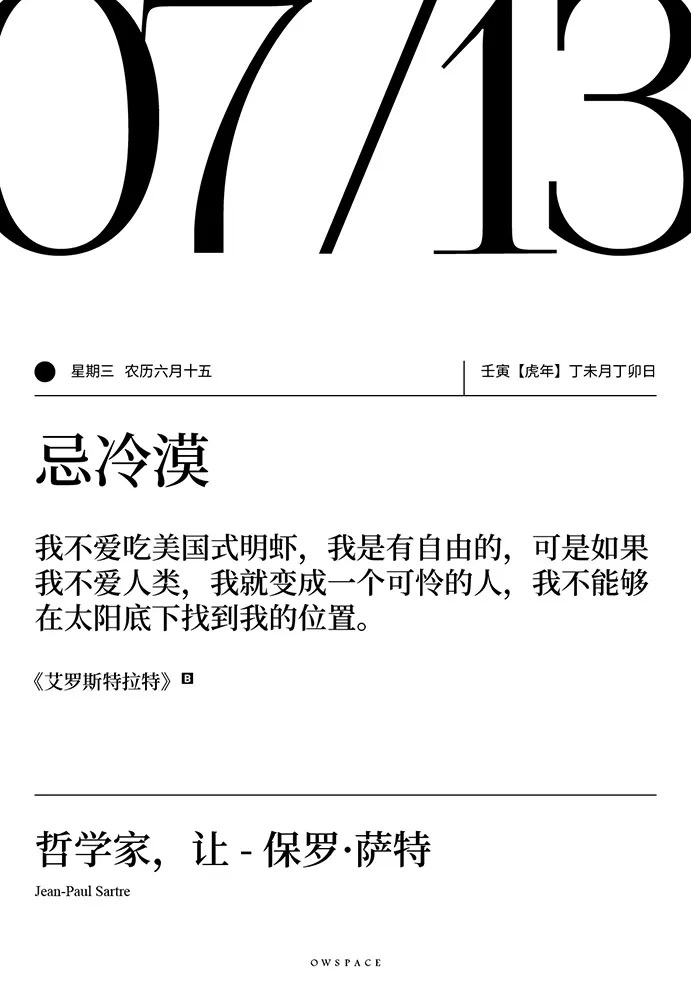 07/13
星期三 农历六月十五
壬寅【虎年】丁未月丁卯日
忌冷漠
我不爱吃美国式明虾，我是有自由的，可是如果
我不爱人类，我就变成一个可怜的人，我不能够
在太阳底下找到我的位置。
《艾罗斯特拉特》B
哲学家，让 - 保罗·萨特
Jean-Paul Sartre
OWSPACE